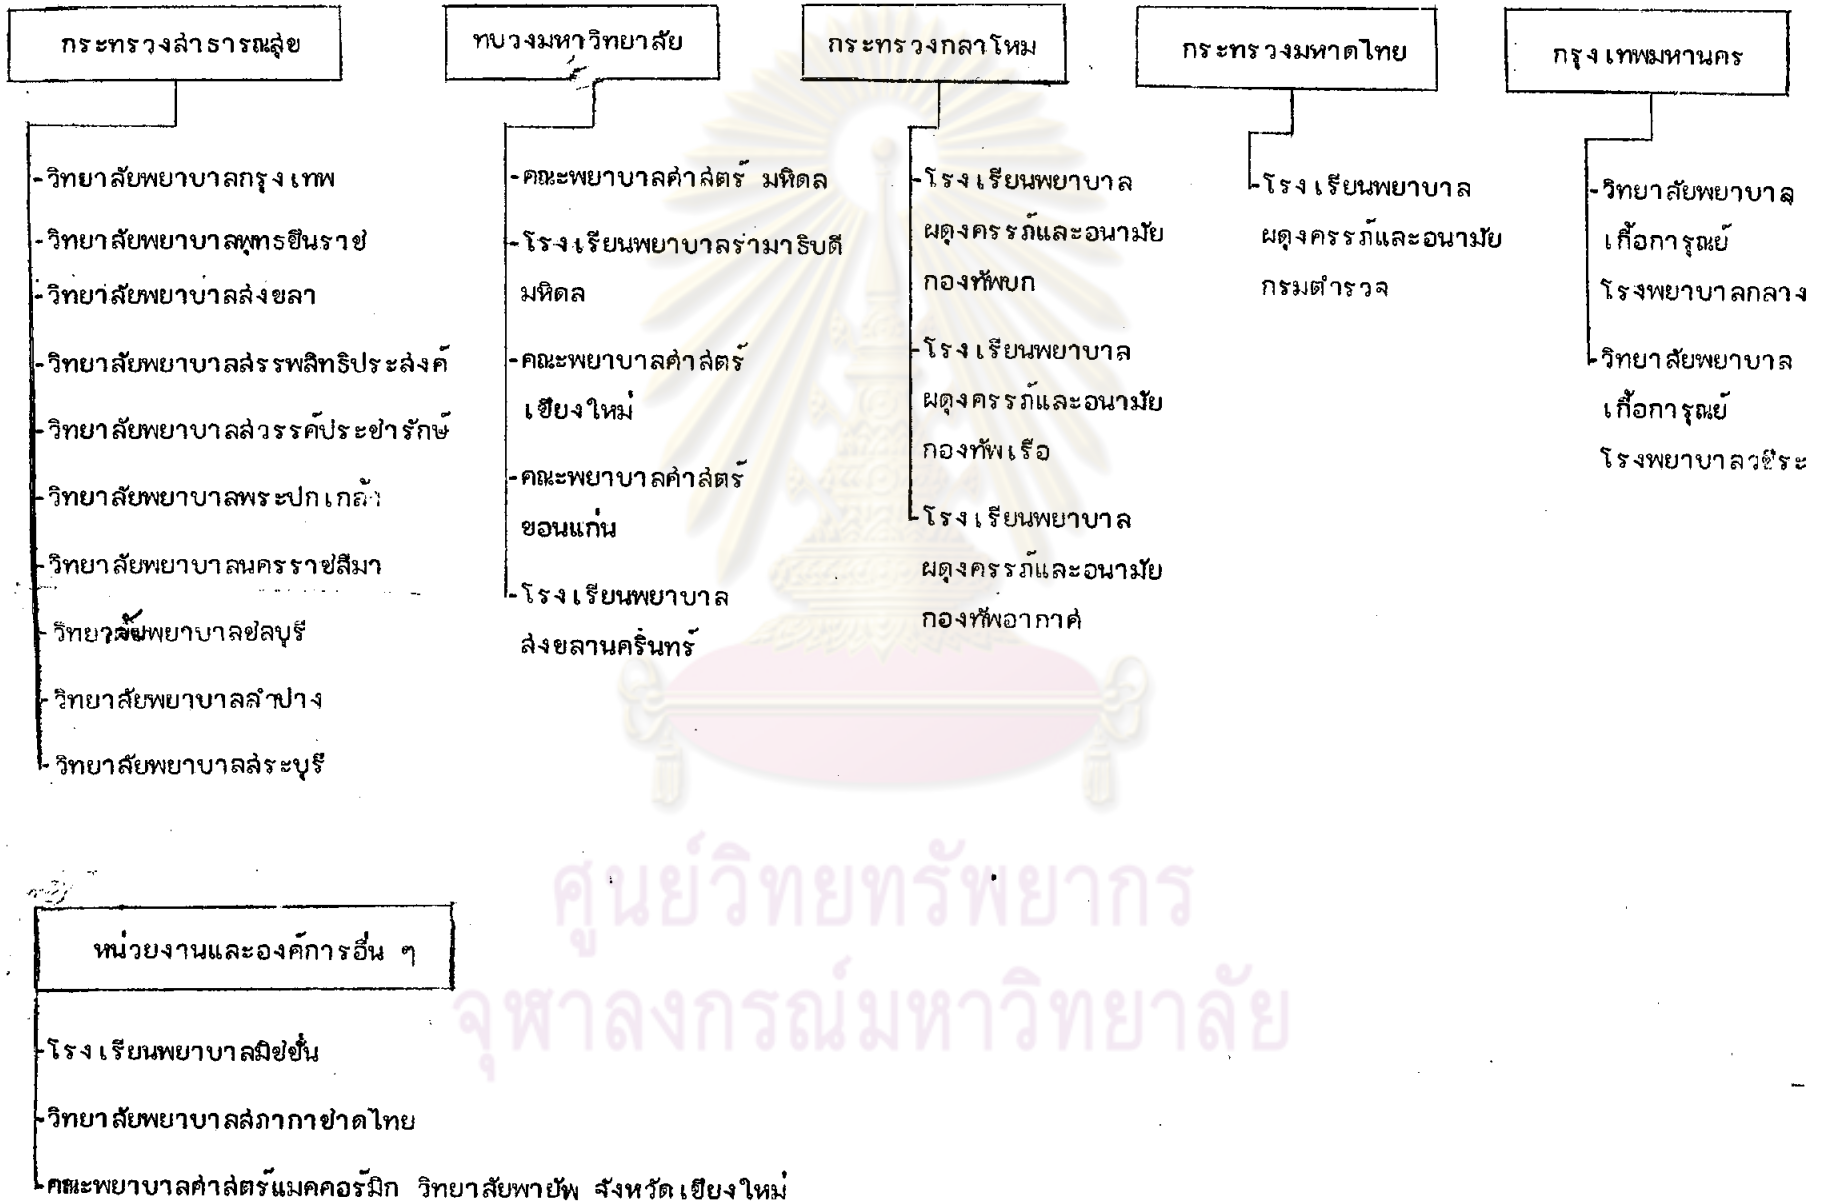 กระทรวงสาธารณสุข
วิทยาลัยพยาบาลกรุงเทพ
-วิทยาลัยพยาบาลพุทธชินราช
-วิทยาลัยพยาบาลสงขลา
-วิทยาลัยพยาบาลสรรพสิทธิประสงค์
-วิทยาลัยพยาบาลสวรรค์ประชารักษ์
-วิทยาลัยพยาบาลพระปกเกล้า
-วิทยาลัยพยาบาลนครราชสีมา
-วิทยาลัยพยาบาลชลบุรี
-วิทยาลัยพยาบาลลำปาง
-วิทยาลัยพยาบาลสระบุรี
ทบวงมหาวิทยาลัย
-คณะพยาบาลศาสตร์ มหิดล
-โรงเรียนพยาบาลรามาธิบดี
มหิดล
-คณะพยาบาลศาสตร์
เชียงใหม่
-คณะพยาบาลศาสตร์
ขอนแก่น
-โรงเรียนพยาบาล
สงขลานครินทร์
กระทรวงกลาโหม
-โรงเรียนพยาบาล
ผดุงครรภ์และอนามัย
กองทัพบก
-โรงเรียนพยาบาล
ผดุงครรภ์และอนามัย
กองทัพเรือ
-โรงเรียนพยาบาล
ผดุงครรภ์และอนามัย
กองทัพอากาศ
กระทรวงมหาดไทย
-โรงเรียนพยาบาล
ผดุงครรภ์และอนามัย
กรมตำรวจ
กรุงเทพมหานคร
-วิทยาลัยพยาบาล
เกื้อการุณย์
โรงพยาบาลกลาง
-วิทยาลัยพยาบาล
เกื้อการุณย์
โรงพยาบาลวชิระ
หน่วยงานและองค์การอื่น ๆ
-โรงเรียนพยาบาลมิชชั่น
-วิทยาลัยพยาบาลสภากาชาดไทย
-คณะพยาบาลศาสตร์แมคคอร์มิก วิทยาลัยพายัพ จังหวัดเชียงใหม่
ศูนย์วิทยทรัพยากร
จุฬาลงกรณ์มหาวิทยาลัย